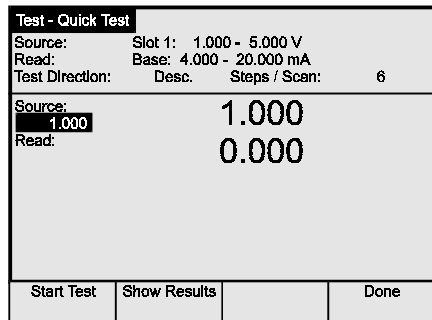 Test - Quick Test
Source: Slot 1: 1.000 - 5.000 V
Read: Base: 4.000 - 20.000 mA
Test Direction: Desc. Steps / Scan: 6
Source: 1.000
1.000
Read: 0.000
Start Test Show Results Done